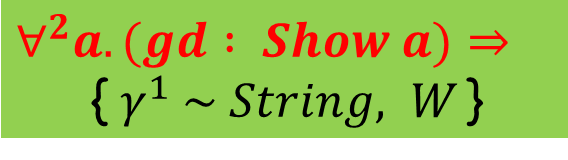 ∀²a. (gd : Show a) ⇒
{ γ¹ ~ String, W }